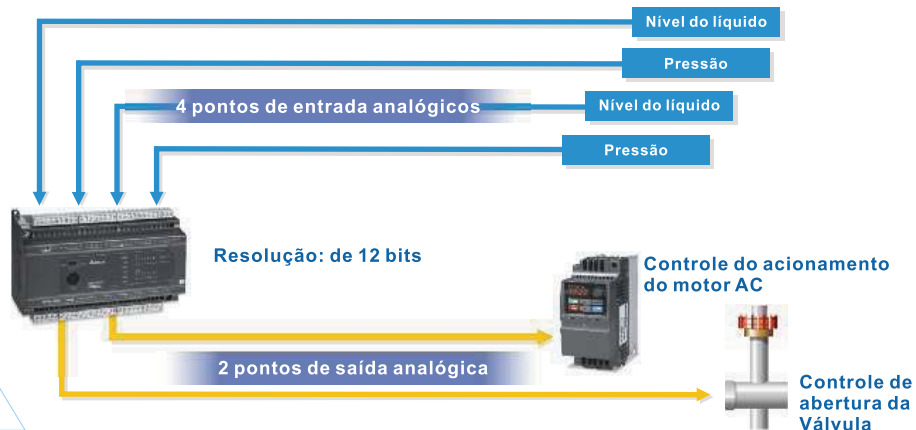 Nível do líquido
Pressão
4 pontos de entrada analógicos
Nível do líquido
Pressão
Resolução: de 12 bits
Controle do acionamento
do motor AC
2 pontos de saída analógica
Controle de
abertura da
Válvula